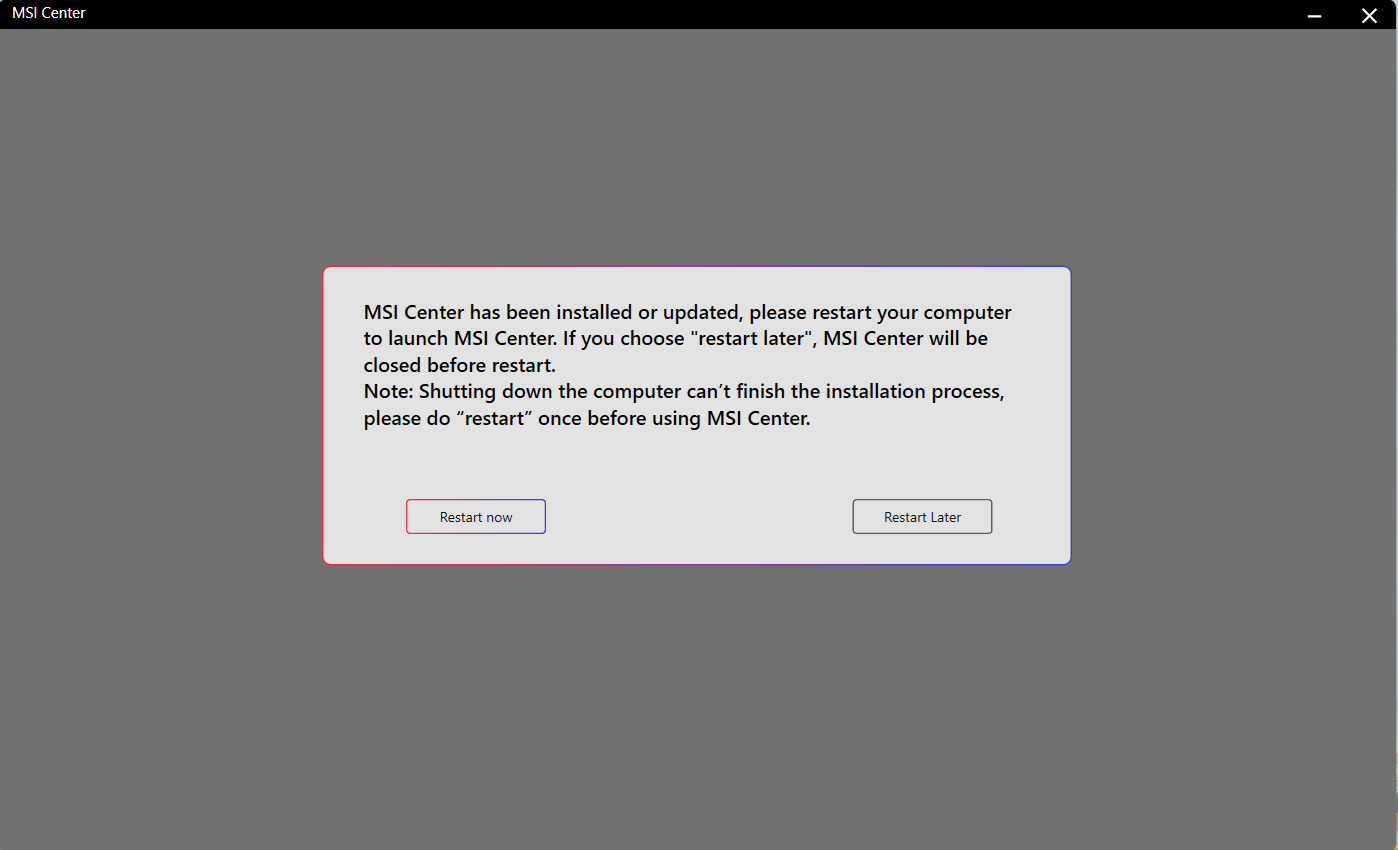 MSI Center
MSI Center has been installed or updated, please restart your computer
to launch MSI Center. If you choose "restart later", MSI Center will be
closed before restart.
Note: Shutting down the computer can’t finish the installation process,
please do “restart” once before using MSI Center.
Restart now
Restart Later